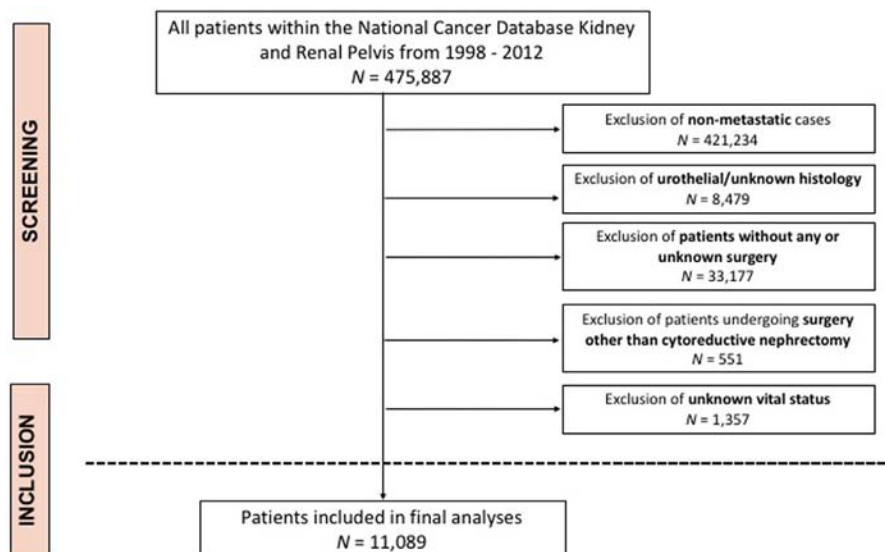 SCREENING
All patients within the National Cancer Database Kidney
and Renal Pelvis from 1998 - 2012
N = 475,887
Exclusion of non-metastatic cases
N = 421,234
Exclusion of urothelial/unknown histology
N = 8,479
Exclusion of patients without any or
unknown surgery
N = 33,177
Exclusion of patients undergoing surgery
other than cytoreductive nephrectomy
N = 551
INCLUSION
Exclusion of unknown vital status
N = 1,357
Patients included in final analyses
N = 11,089